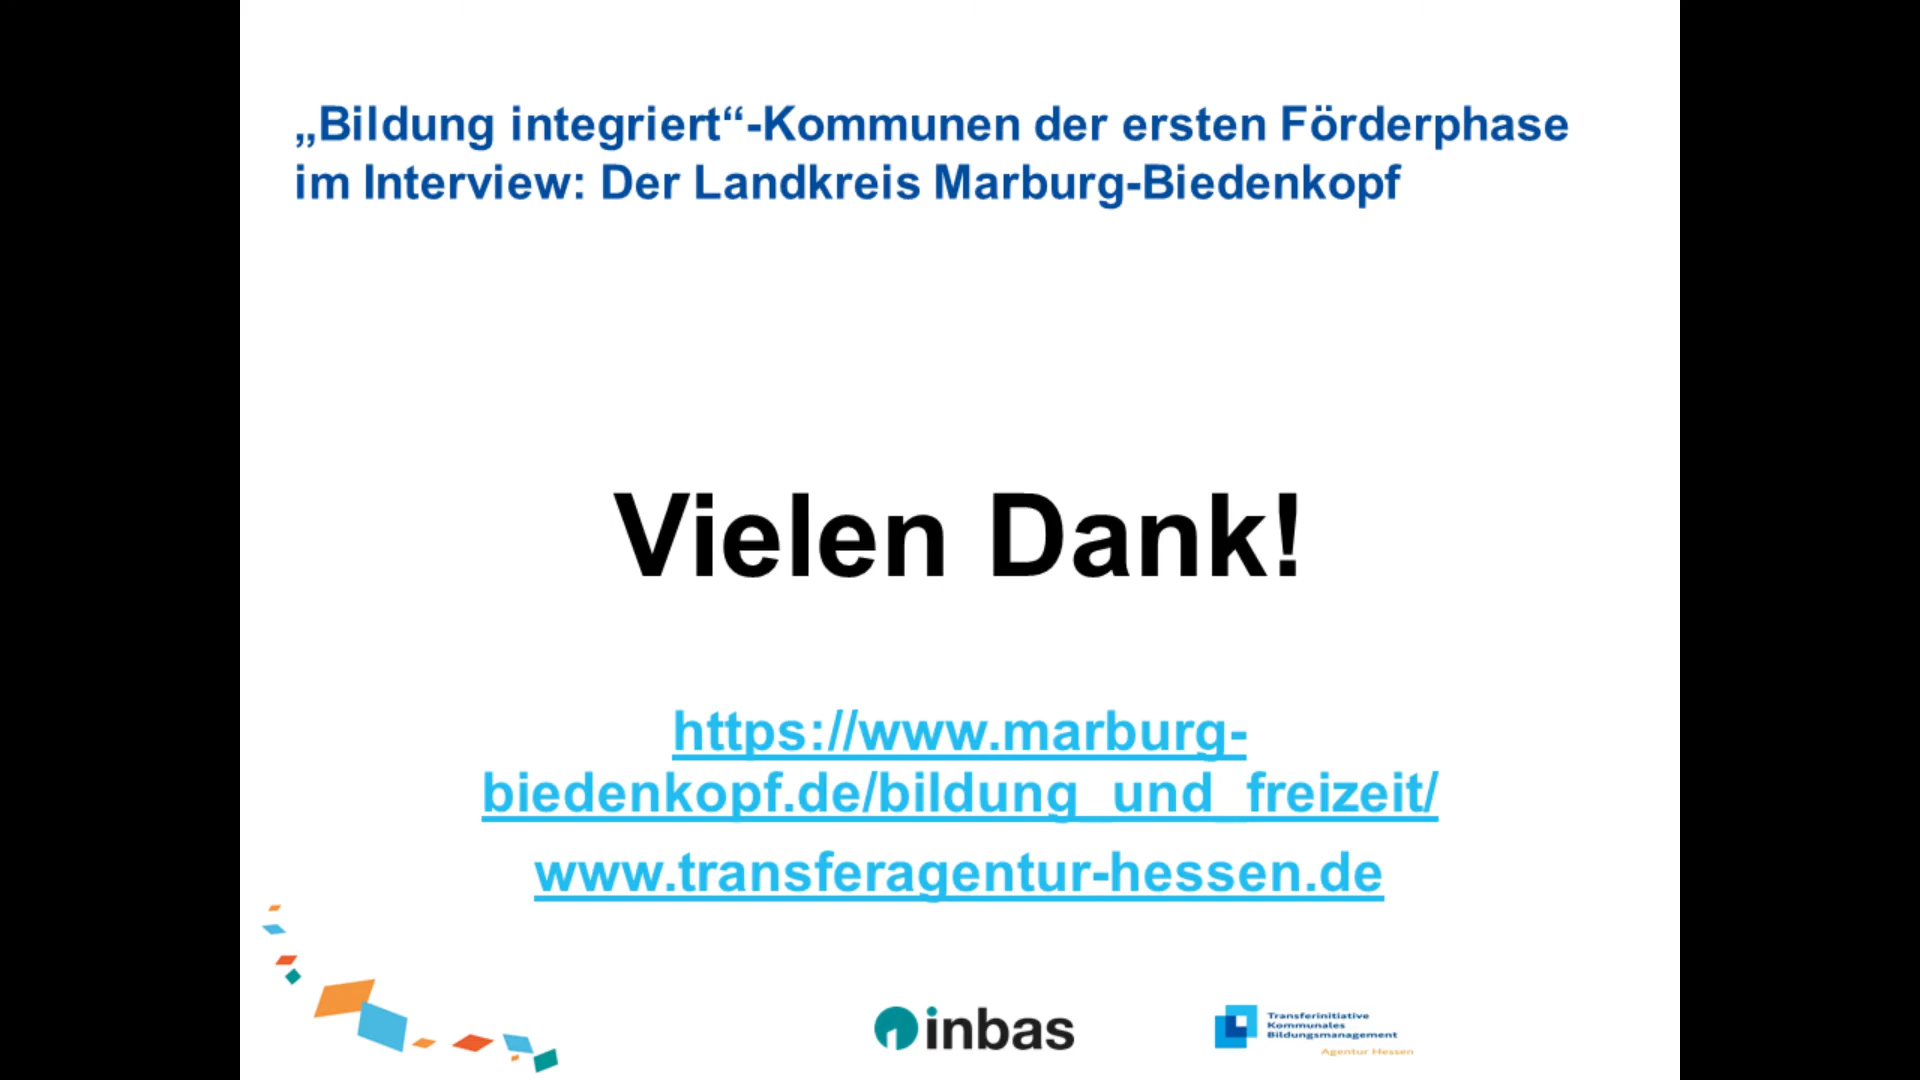 „Bildung integriert“-Kommunen der ersten Förderphase
im Interview: Der Landkreis Marburg-Biedenkopf
Vielen Dank!
https://www.marburg-
biedenkopf.de/bildung_und_freizeit/
www.transferagentur-hessen.de
inbas
Transferinitiative
Kommunales
Bildungsmanagement
Agentur Hessen